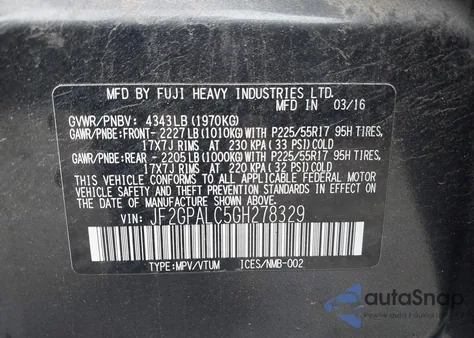 MFD BY FUJI HEAVY INDUSTRIES LTD.
IN 03/16
GVWR/PNBV: 4343LB (1970KG)
GAWR/PNBE:FRONT- 2227LB (1010KG) WITH P225/55R17 95H TIRES,
17X7J RIMS AT 230 KPA (33 PSI) COLD
GAWR/PNBE:REAR - 2205LB (1000KG) WITH P225/55R17 95H TIRES,
17X7J RIMS AT 220 KPA (32 PSI) COLD
THIS VEHICLE CONFORMS TO ALL APPLICABLE FEDERAL MOTOR
VEHICLE SAFETY, BUMPER AND THEFT PREVENTION STANDARDS
IN EFFECT ON THE DATE OF MANUFACTURE SHOWN ABOVE.
VIN: JF2GPALC5GH278329
TYPE:MPV/VTUM ICES/NMB-002
autoSnap
POWERED BY